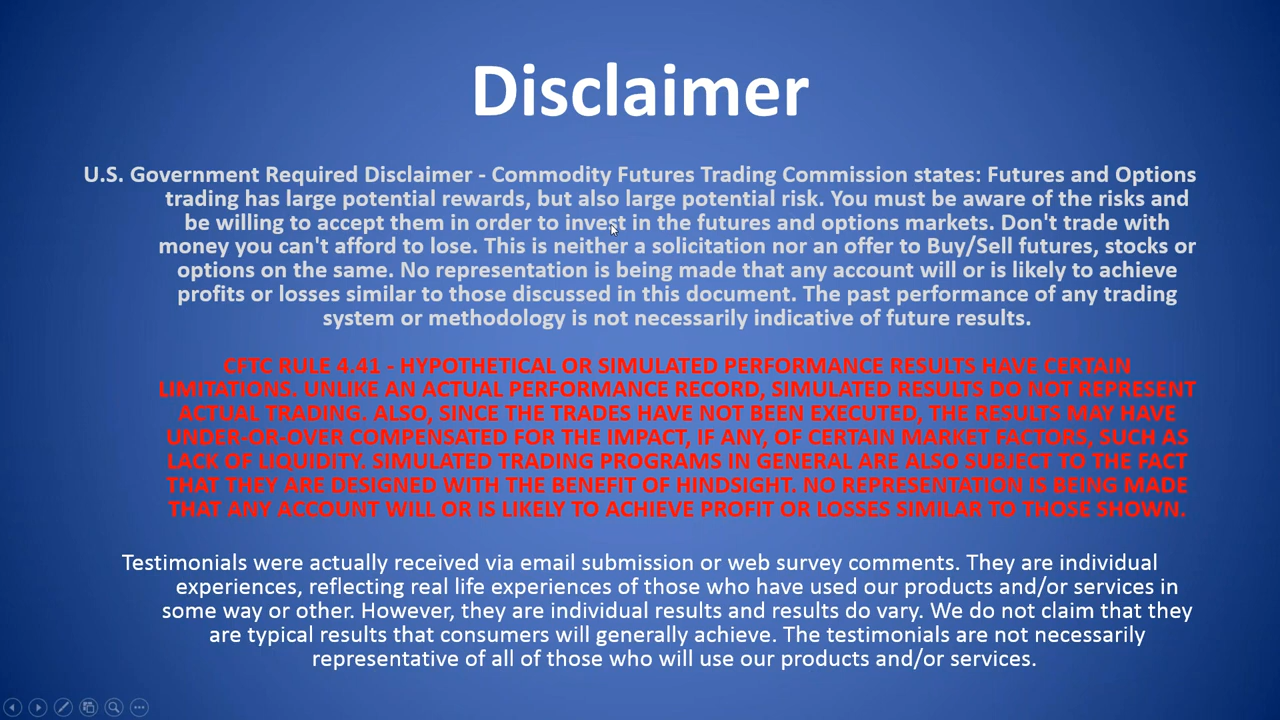 Disclaimer
U.S. Government Required Disclaimer - Commodity Futures Trading Commission states: Futures and Options
trading has large potential rewards, but also large potential risk. You must be aware of the risks and
be willing to accept them in order to invest in the futures and options markets. Don't trade with
money you can't afford to lose. This is neither a solicitation nor an offer to Buy/Sell futures, stocks or
options on the same. No representation is being made that any account will or is likely to achieve
profits or losses similar to those discussed in this document. The past performance of any trading
system or methodology is not necessarily indicative of future results.
CFTC RULE 4.41 - HYPOTHETICAL OR SIMULATED PERFORMANCE RESULTS HAVE CERTAIN
LIMITATIONS. UNLIKE AN ACTUAL PERFORMANCE RECORD, SIMULATED RESULTS DO NOT REPRESENT
ACTUAL TRADING. ALSO, SINCE THE TRADES HAVE NOT BEEN EXECUTED, THE RESULTS MAY HAVE
UNDER-OR-OVER COMPENSATED FOR THE IMPACT, IF ANY, OF CERTAIN MARKET FACTORS, SUCH AS
LACK OF LIQUIDITY. SIMULATED TRADING PROGRAMS IN GENERAL ARE ALSO SUBJECT TO THE FACT
THAT THEY ARE DESIGNED WITH THE BENEFIT OF HINDSIGHT. NO REPRESENTATION IS BEING MADE
THAT ANY ACCOUNT WILL OR IS LIKELY TO ACHIEVE PROFIT OR LOSSES SIMILAR TO THOSE SHOWN.
Testimonials were actually received via email submission or web survey comments. They are individual
experiences, reflecting real life experiences of those who have used our products and/or services in
some way or other. However, they are individual results and results do vary. We do not claim that they
are typical results that consumers will generally achieve. The testimonials are not necessarily
representative of all of those who will use our products and/or services.